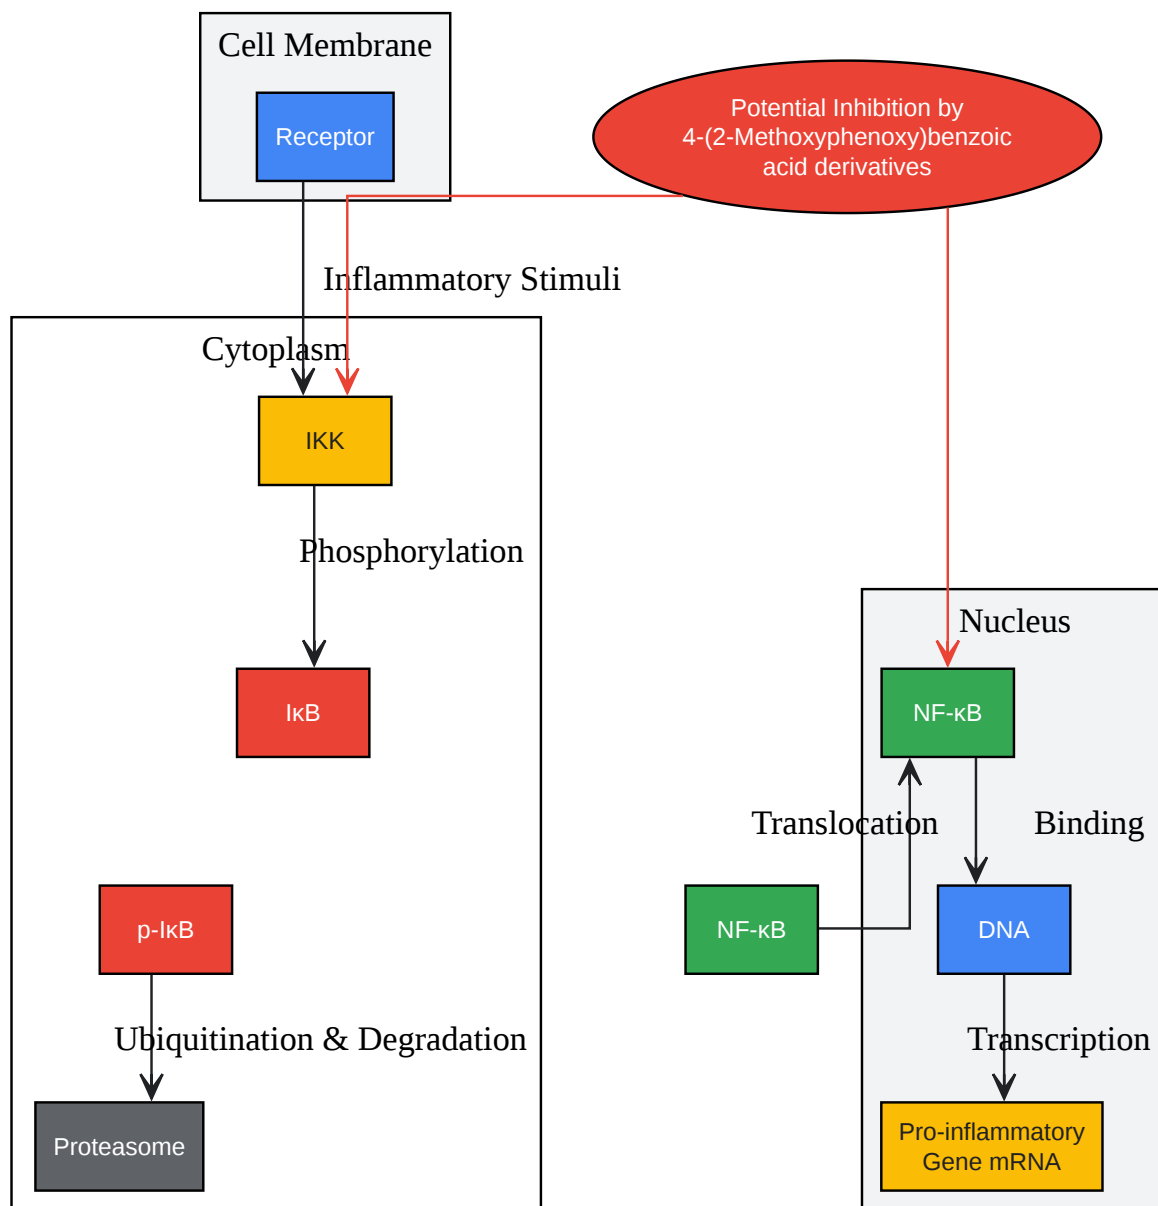 Cell Membrane
Receptor
Potential Inhibition by
4-(2-Methoxyphenoxy)benzoic
acid derivatives
Inflammatory Stimuli
Cytoplasm
IKK
Phosphorylation
Nucleus
IκB
NF-κB
Translocation
Binding
p-IκB
NF-κB
DNA
Ubiquitination & Degradation
Transcription
Proteasome
Pro-inflammatory
Gene mRNA